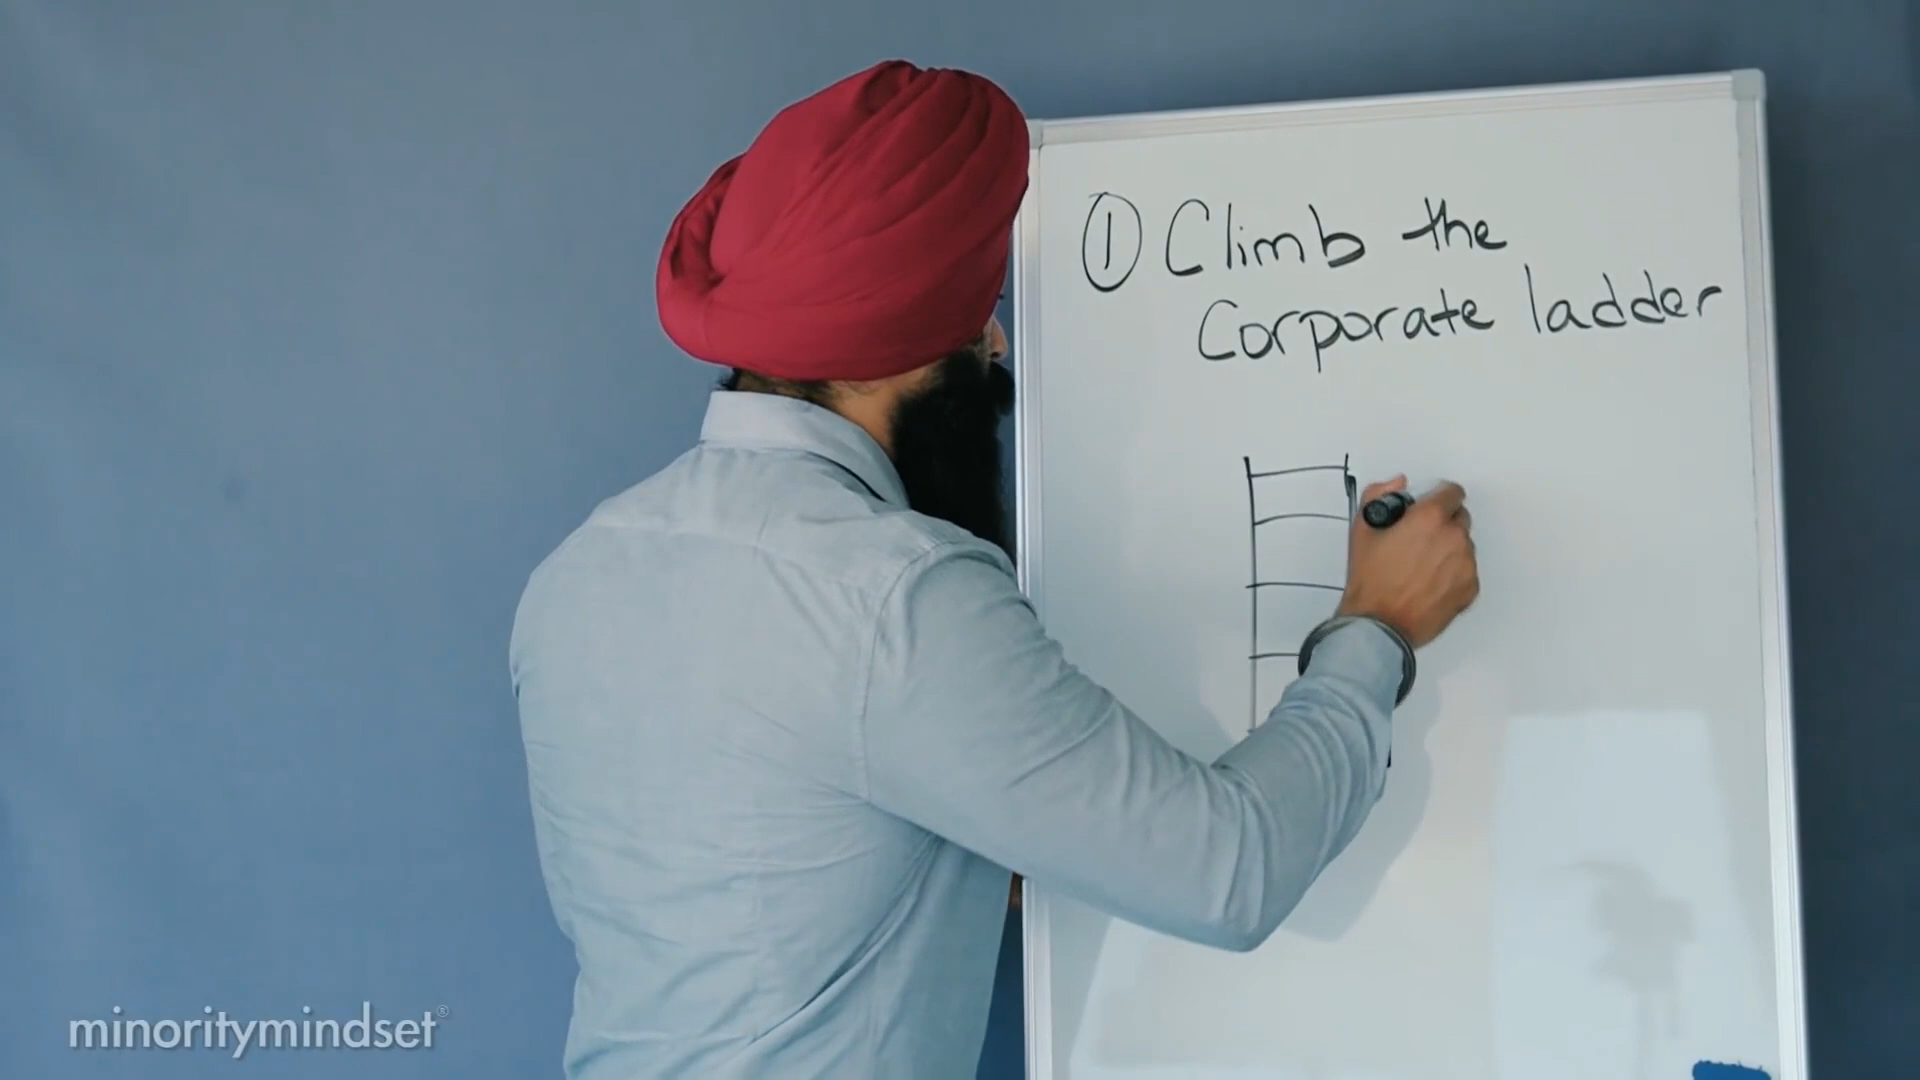 ① Climb the
Corporate ladder
minoritymindset®